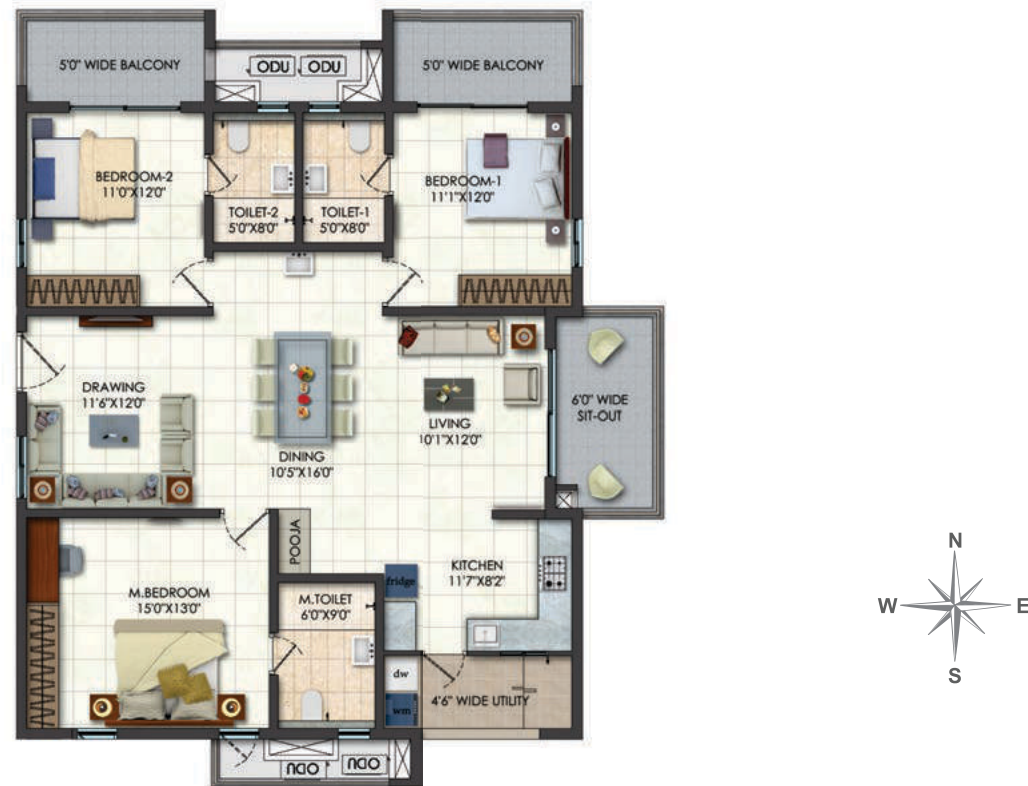 5'0" WIDE BALCONY
ODU ODU
5'0" WIDE BALCONY
BEDROOM-2
11'0"X12'0"
TOILET-2
5'0"X8'0"
TOILET-1
5'0"X8'0"
BEDROOM-1
11'1"X12'0"
DRAWING
11'6"X12'0"
DINING
10'5"X16'0"
LIVING
10'1"X12'0"
6'0" WIDE
SIT-OUT
POOJA
M.BEDROOM
15'0"X13'0"
M.TOILET
6'0"X9'0"
fridge
KITCHEN
11'7"X8'2"
dw
wm
4'6" WIDE UTILITY
ODU ODU
N
W E
S